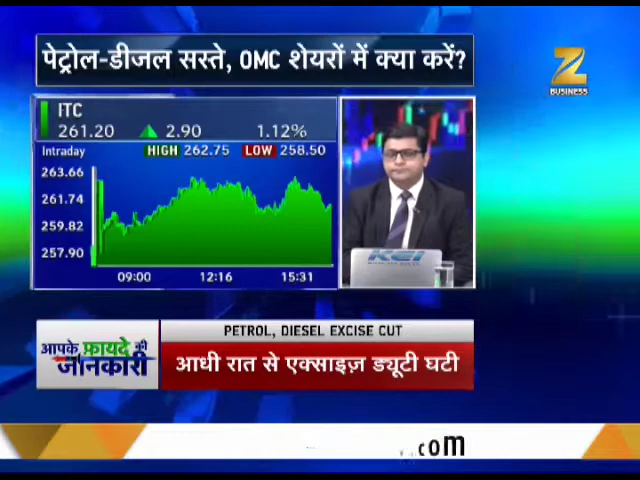 पेट्रोल-डीजल सस्ते, OMC शेयरों में क्या करें?
Z
BUSINESS
ITC
261.20 2.90 1.12%
Intraday HIGH 262.75 LOW 258.50
263.66
261.74
259.82
257.90
09:00 12:16 15:31
KEI
आपके फ़ायदे की
जानकारी
PETROL, DIESEL EXCISE CUT
आधी रात से एक्साइज़ ड्यूटी घटी
.com